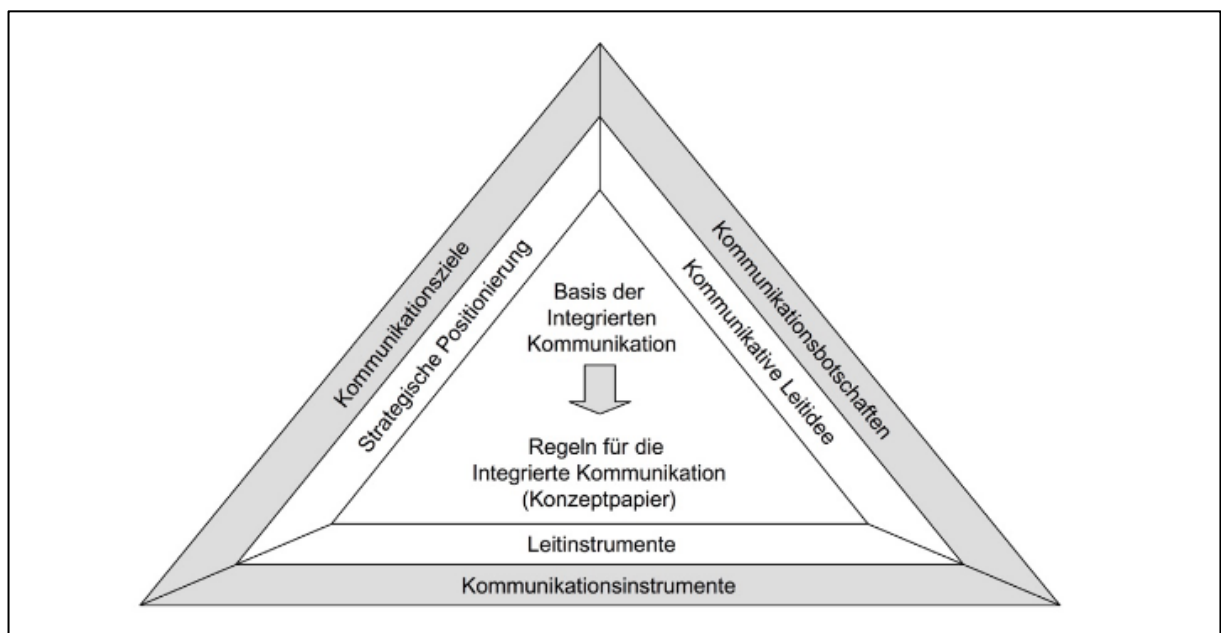 Kommunikationsziele
Strategische Positionierung
Basis der
Integrierten
Kommunikation
Regeln für die
Integrierte Kommunikation
(Konzeptpapier)
Kommunikative Leitidee
Kommunikationsbotschaften
Leitinstrumente
Kommunikationsinstrumente